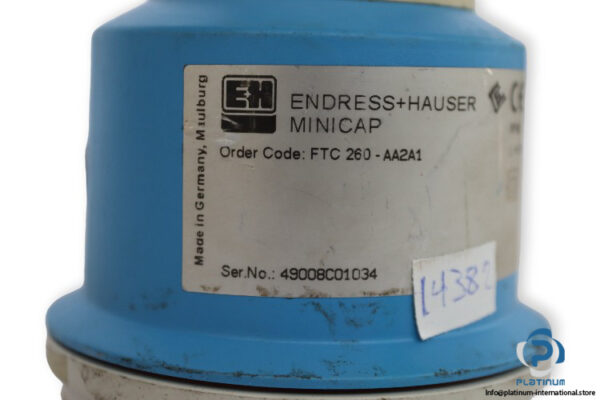 Made in Germany, Maulburg
E+H
ENDRESS+HAUSER
MINICAP
CE
Order Code: FTC 260 - AA2A1
Ser.No.: 49008C01034
14382
PLATINUM
info@platinum-international.store